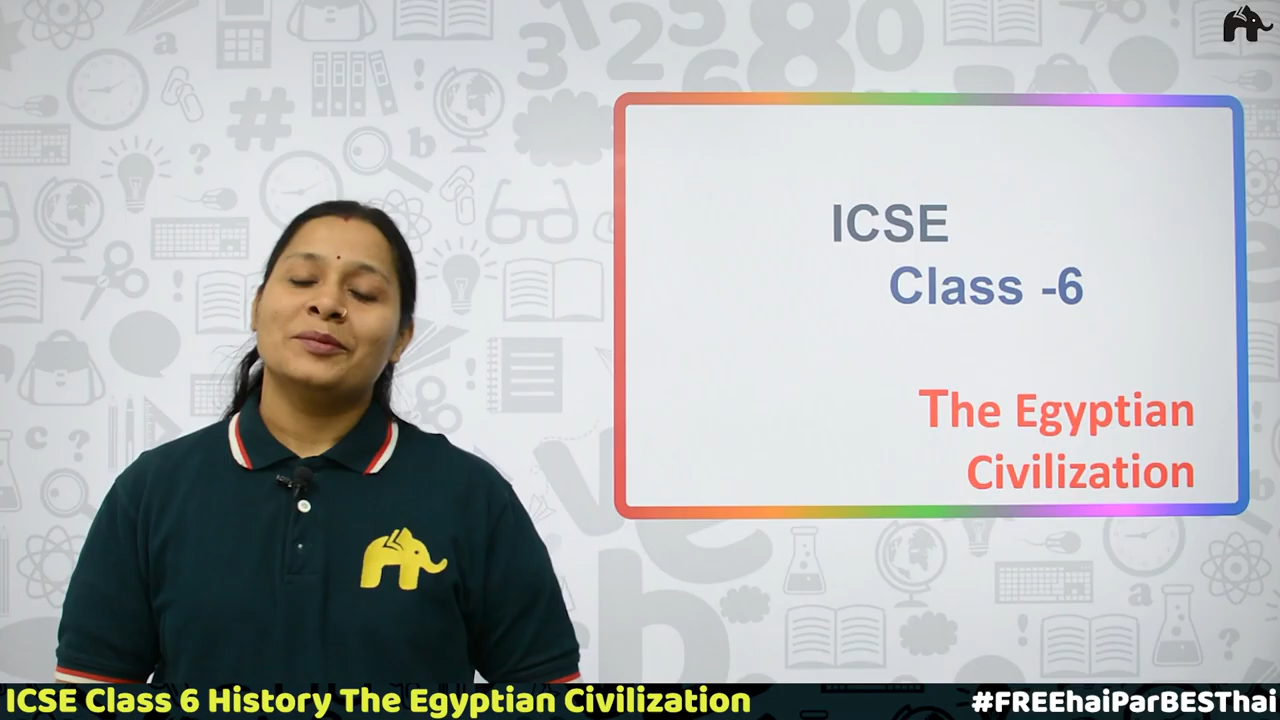 ICSE
Class -6
The Egyptian
Civilization
ICSE Class 6 History The Egyptian Civilization
#FREEhaiParBESThai